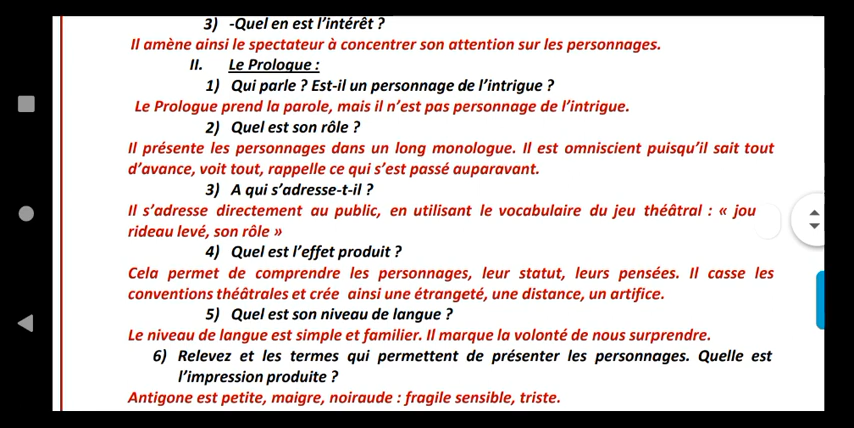 3) -Quel en est l'intérêt ?
Il amène ainsi le spectateur à concentrer son attention sur les personnages.
II. Le Prologue :
1) Qui parle ? Est-il un personnage de l'intrigue ?
Le Prologue prend la parole, mais il n'est pas personnage de l'intrigue.
2) Quel est son rôle ?
Il présente les personnages dans un long monologue. Il est omniscient puisqu'il sait tout
d'avance, voit tout, rappelle ce qui s'est passé auparavant.
3) A qui s'adresse-t-il ?
Il s'adresse directement au public, en utilisant le vocabulaire du jeu théâtral : « jou
rideau levé, son rôle »
4) Quel est l'effet produit ?
Cela permet de comprendre les personnages, leur statut, leurs pensées. Il casse les
conventions théâtrales et crée ainsi une étrangeté, une distance, un artifice.
5) Quel est son niveau de langue ?
Le niveau de langue est simple et familier. Il marque la volonté de nous surprendre.
6) Relevez et les termes qui permettent de présenter les personnages. Quelle est
l'impression produite ?
Antigone est petite, maigre, noiraude : fragile sensible, triste.